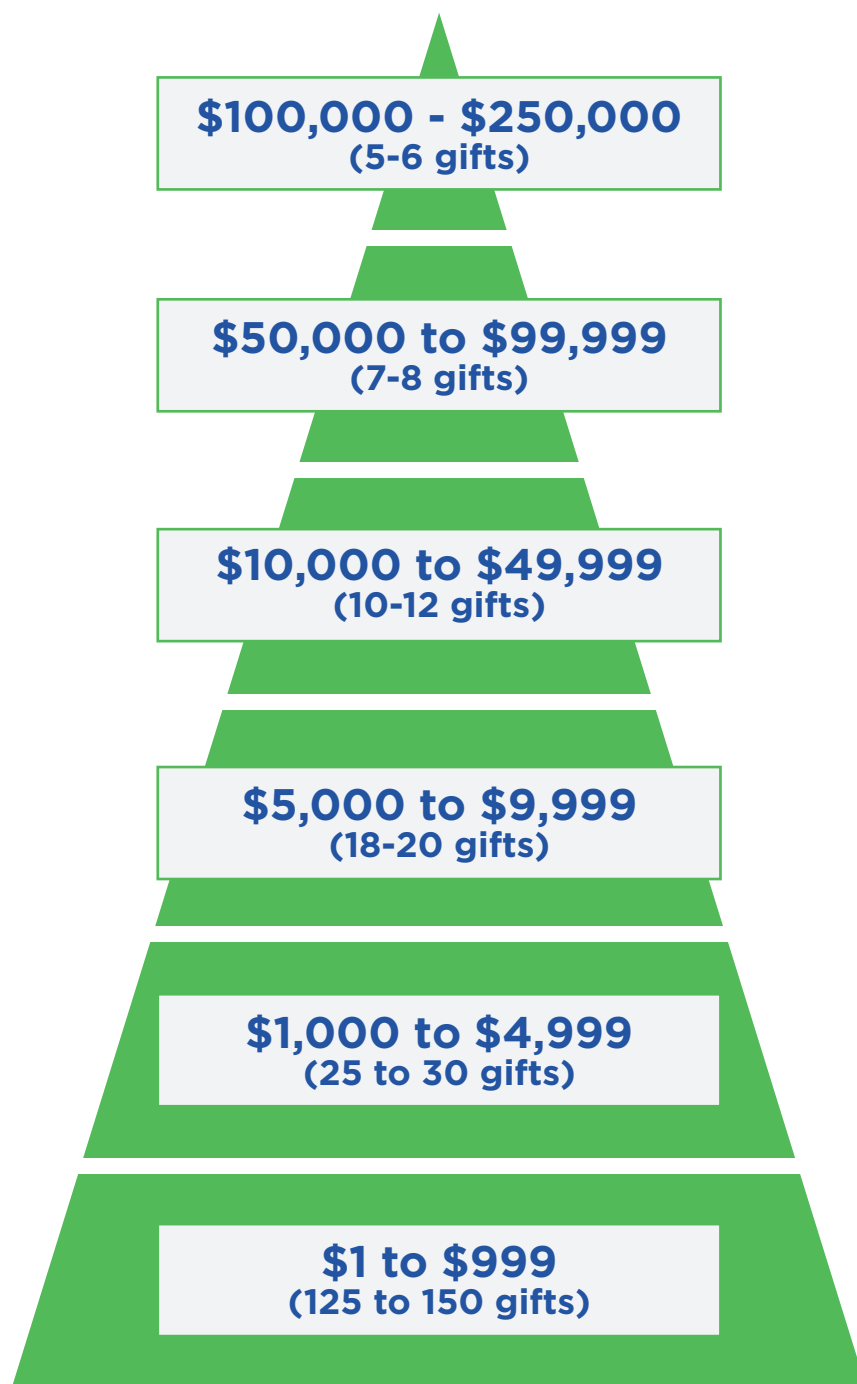 $100,000 - $250,000
(5-6 gifts)
$50,000 to $99,999
(7-8 gifts)
$10,000 to $49,999
(10-12 gifts)
$5,000 to $9,999
(18-20 gifts)
$1,000 to $4,999
(25 to 30 gifts)
$1 to $999
(125 to 150 gifts)